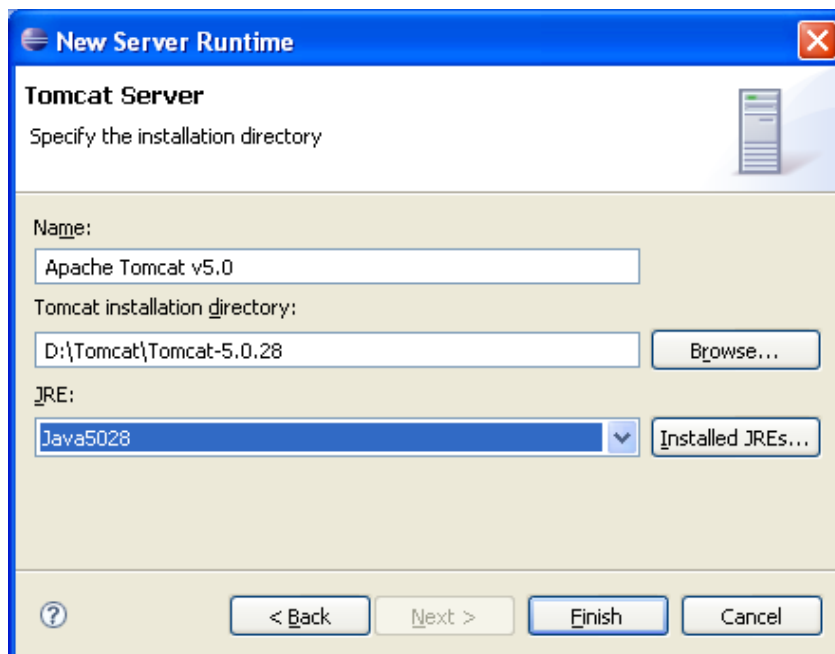 New Server Runtime
Tomcat Server
Specify the installation directory
Name:
Apache Tomcat v5.0
Tomcat installation directory:
D:\Tomcat\Tomcat-5.0.28
Browse...
JRE:
Java5028
Installed JREs...
?
< Back
Next >
Finish
Cancel